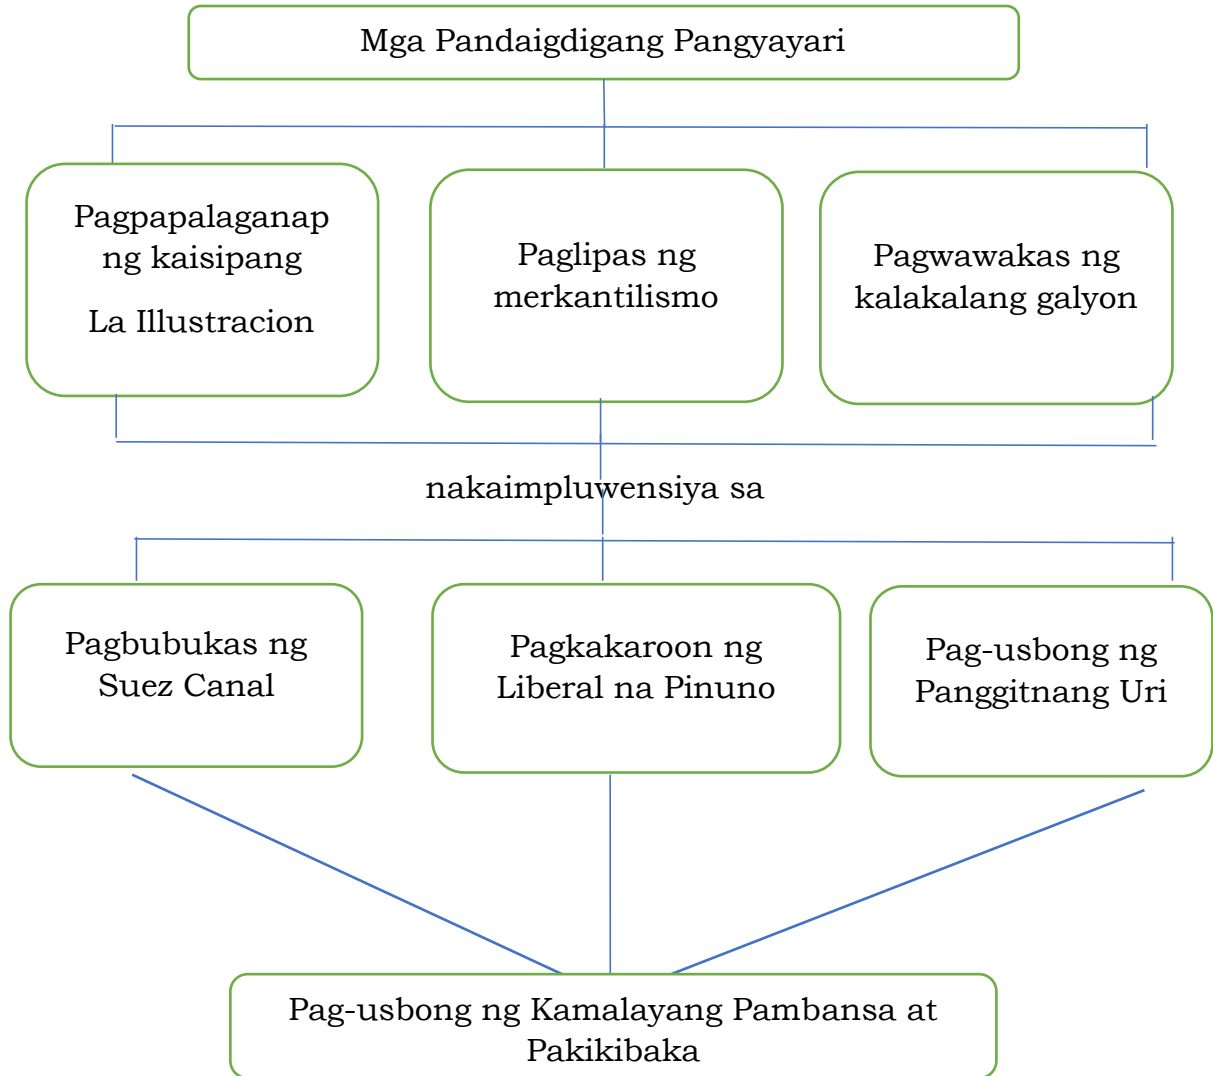 Mga Pandaigdigang Pangyayari
Pagpapalaganap
ng kaisipang
La Illustracion
Paglipas ng
merkantilismo
Pagwawakas ng
kalakalang galyon
nakaimpluwensiya sa
Pagbubukas ng
Suez Canal
Pagkakaroon ng
Liberal na Pinuno
Pag-usbong ng
Panggitnang Uri
Pag-usbong ng Kamalayang Pambansa at
Pakikibaka